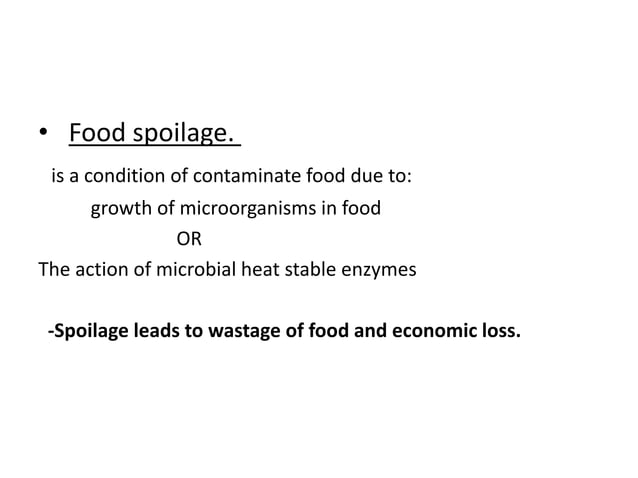 • Food spoilage.
is a condition of contaminate food due to:
growth of microorganisms in food
OR
The action of microbial heat stable enzymes
-Spoilage leads to wastage of food and economic loss.